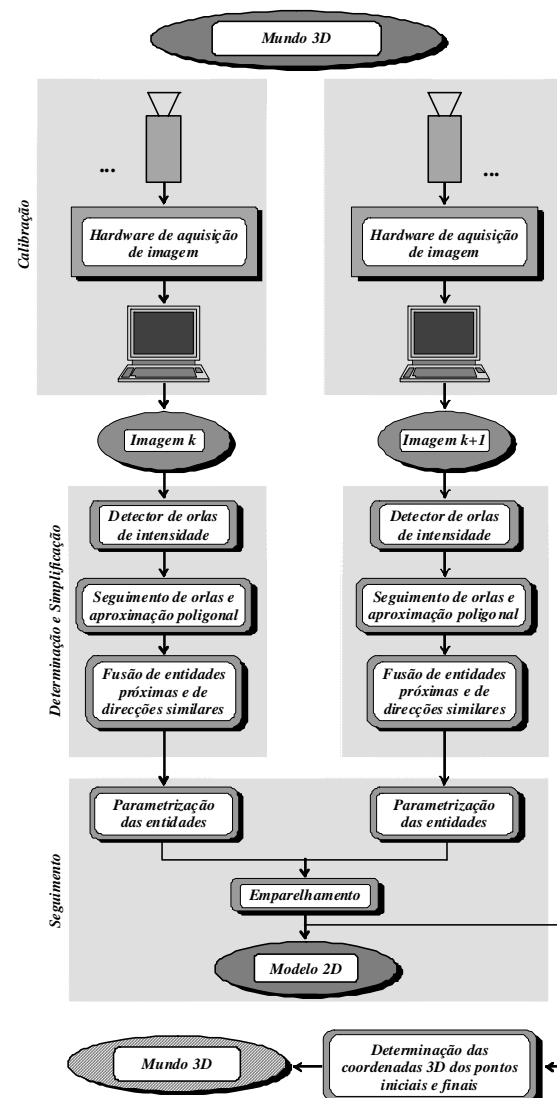 Mundo 3D
Calibração
...
...
Hardware de aquisição
de imagem
Hardware de aquisição
de imagem
Imagem k
Imagem k+1
Determinação e Simplificação
Detector de orlas
de intensidade
Detector de orlas
de intensidade
Seguimento de orlas e
aproximação poligonal
Seguimento de orlas e
aproximação poligonal
Fusão de entidades
próximas e de
direcções similares
Fusão de entidades
próximas e de
direcções similares
Seguimento
Parametrização
das entidades
Parametrização
das entidades
Emparelhamento
Modelo 2D
Mundo 3D
Determinação das
coordenadas 3D dos pontos
iniciais e finais